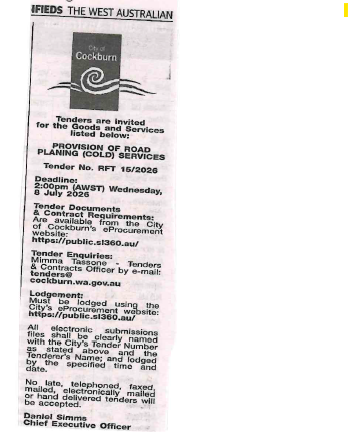 IFIEDS THE WEST AUSTRALIAN
City of
Cockburn
Tenders are invited
for the Goods and Services
listed below:
PROVISION OF ROAD
PLANING (COLD) SERVICES
Tender No. RFT 15/2026
Deadline:
2:00pm (AWST) Wednesday,
8 July 2026
Tender Documents
& Contract Requirements:
Are available from the City
of Cockburn's eProcurement
website:
https://public.sl360.au/
Tender Enquiries:
Mimma Tassone - Tenders
& Contracts Officer by e-mail:
tenders@
cockburn.wa.gov.au
Lodgement:
Must be lodged using the
City's eProcurement website:
https://public.sl360.au/
All electronic submissions
files shall be clearly named
with the City's Tender Number
as stated above and the
Tenderer's Name; and lodged
by the specified time and
date.
No late, telephoned, faxed,
mailed, electronically mailed
or hand delivered tenders will
be accepted.
Daniel Simms
Chief Executive Officer